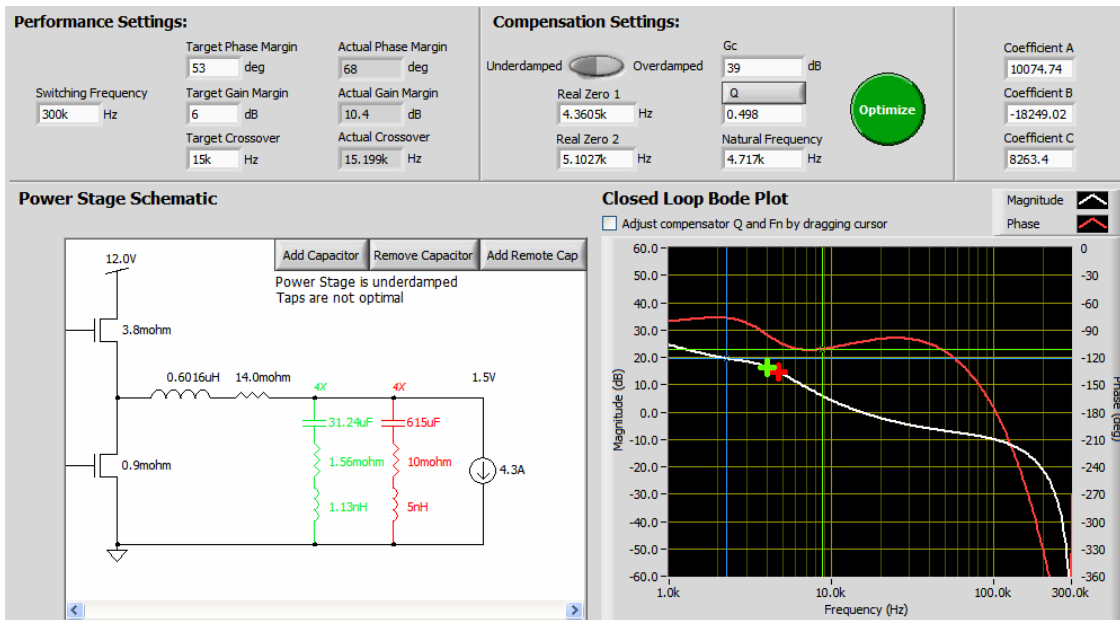 Performance Settings:
Target Phase Margin
53 deg
Actual Phase Margin
68 deg
Switching Frequency
300k Hz
Target Gain Margin
6 dB
Actual Gain Margin
10.4 dB
Target Crossover
15k Hz
Actual Crossover
15.199k Hz
Compensation Settings:
Underdamped
Overdamped
Gc
39 dB
Real Zero 1
4.3605k Hz
Q
0.498
Real Zero 2
5.1027k Hz
Natural Frequency
4.717k Hz
Optimize
Coefficient A
10074.74
Coefficient B
-18249.02
Coefficient C
8263.4
Power Stage Schematic
Add Capacitor
Remove Capacitor
Add Remote Cap
Power Stage is underdamped
Taps are not optimal
12.0V
3.8mohm
0.6016uH
14.0mohm
4X
4X
1.5V
31.24uF
615uF
1.56mohm
10mohm
4.3A
0.9mohm
1.13nH
5nH
Closed Loop Bode Plot
Magnitude
Phase
Adjust compensator Q and Fn by dragging cursor
Magnitude (dB)
60.0
50.0
40.0
30.0
20.0
10.0
0.0
-10.0
-20.0
-30.0
-40.0
-50.0
-60.0
0
-30
-60
-90
-120
-150
-180
-210
-240
-270
-300
-330
-360
Phase (deg)
1.0k
10.0k
100.0k
300.0k
Frequency (Hz)